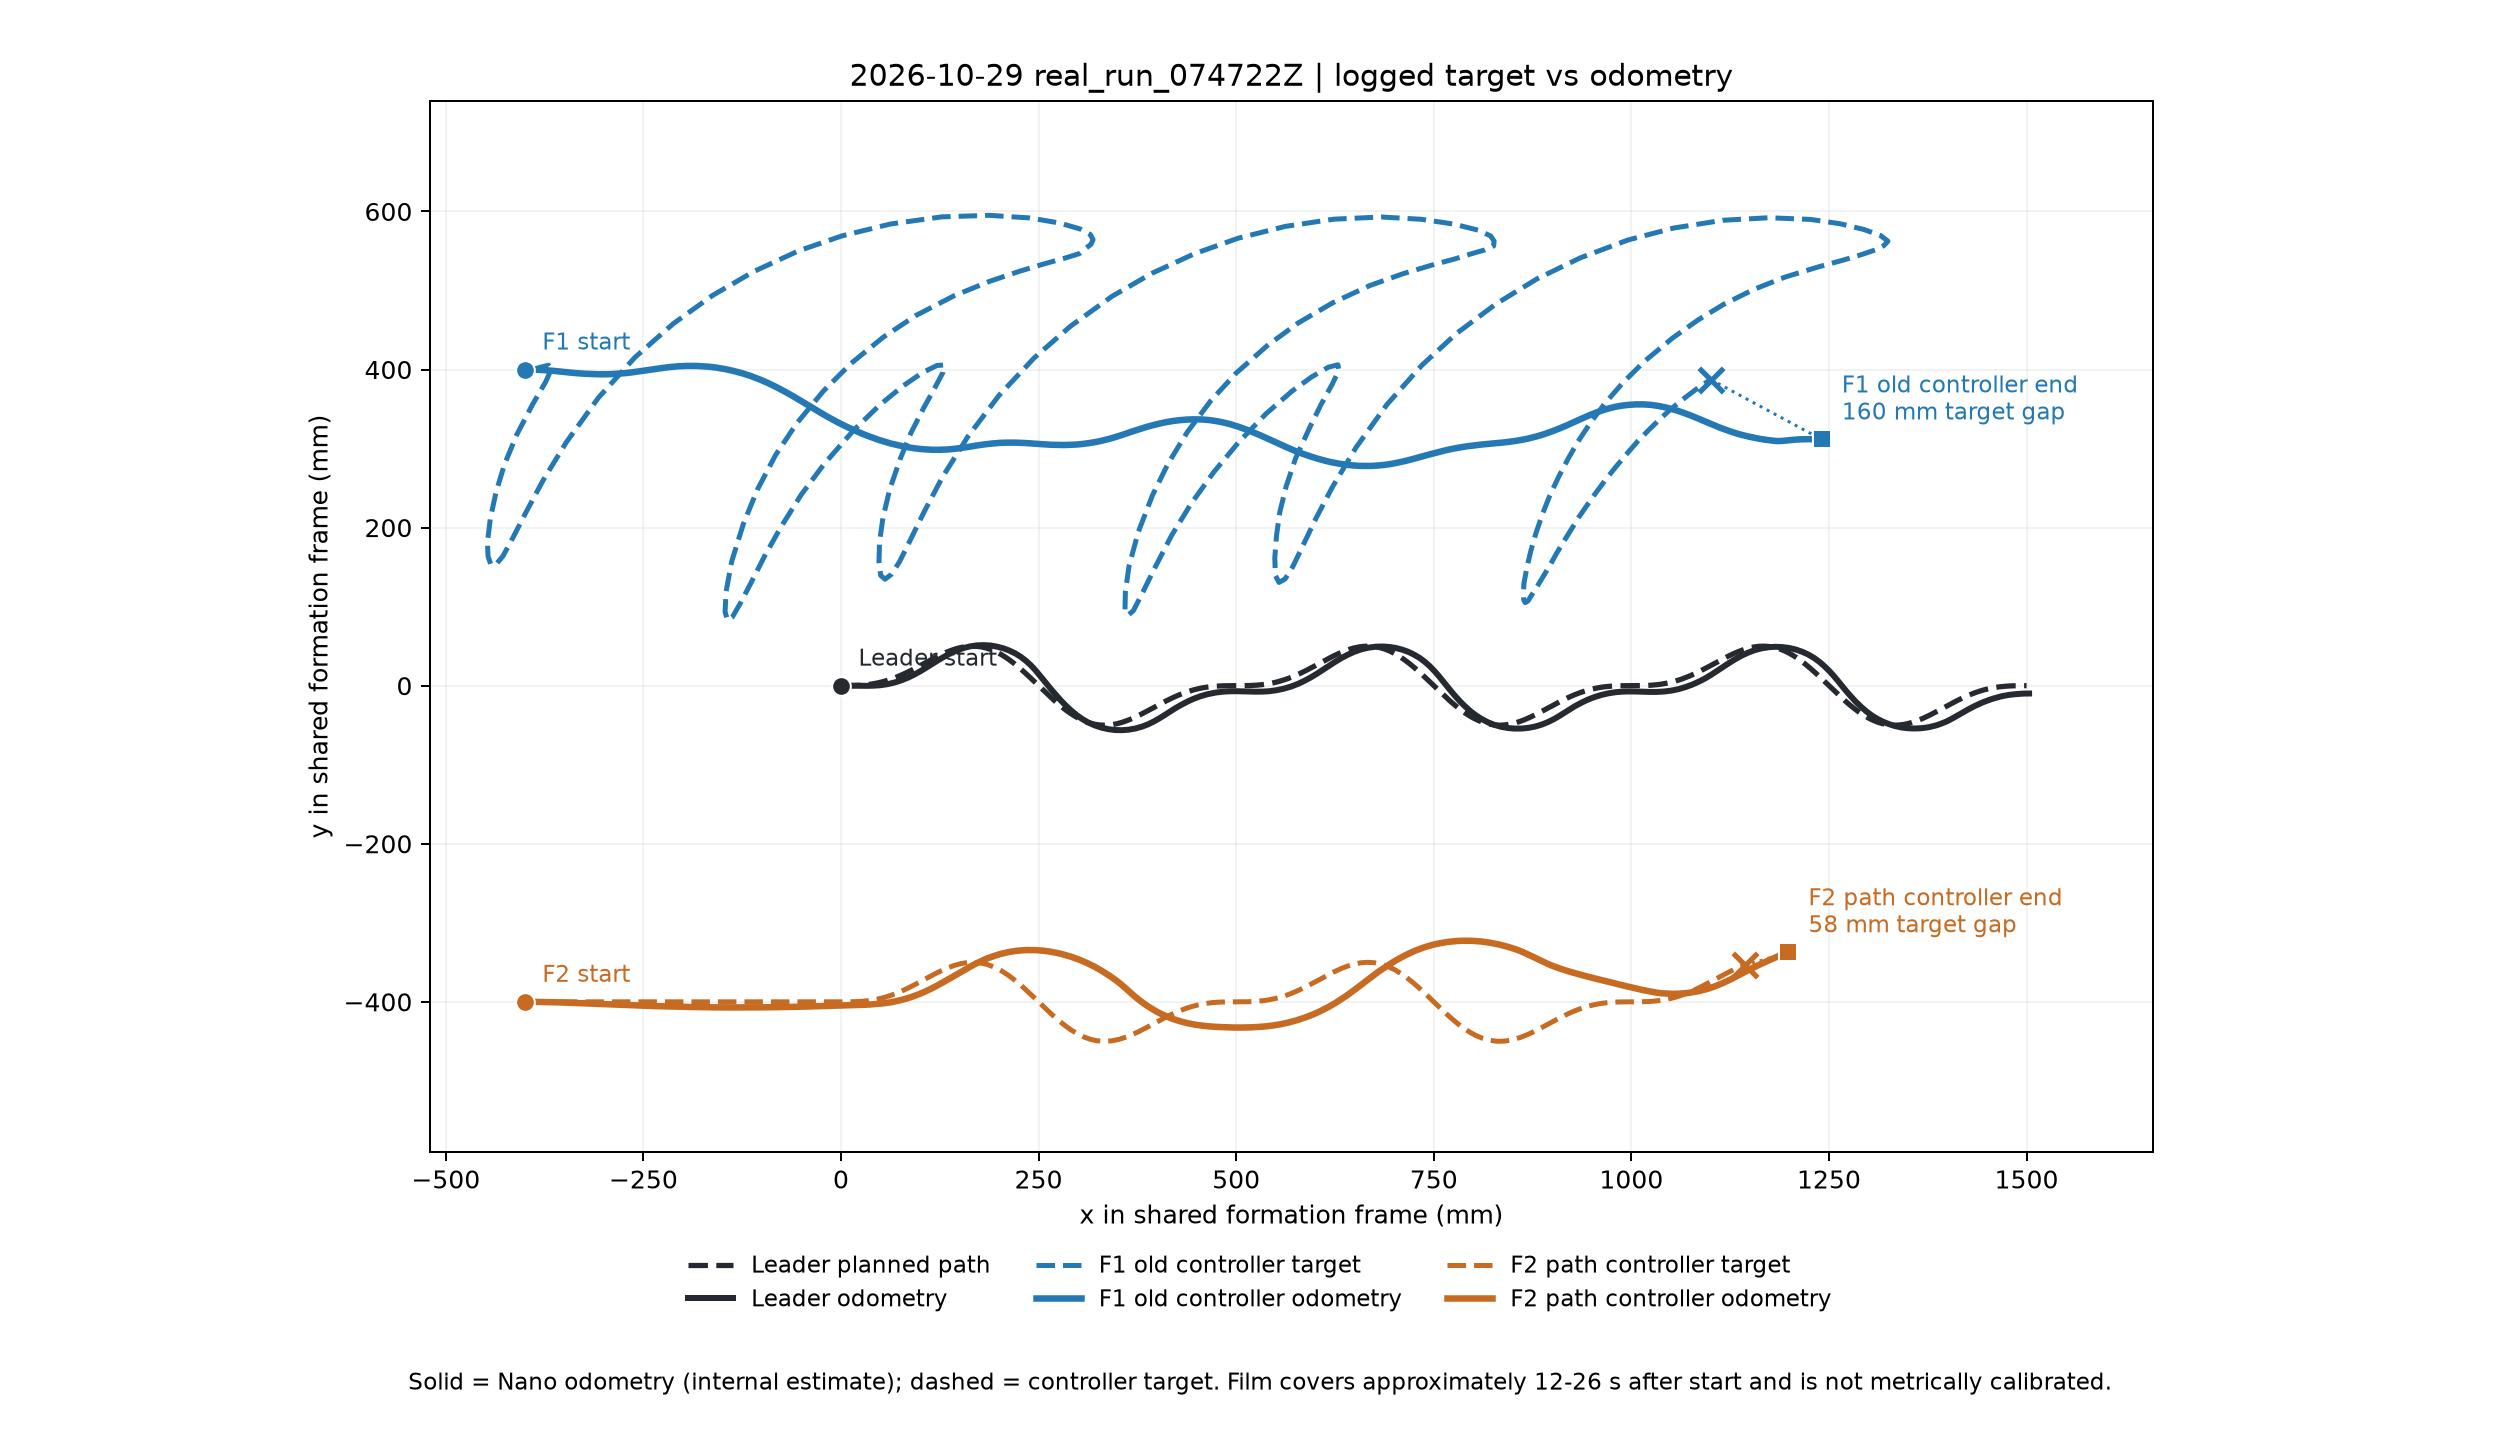 2026-10-29 real_run_074722Z | logged target vs odometry
y in shared formation frame (mm)
600
400
200
0
−200
−400
F1 start
F1 old controller end
160 mm target gap
Leader start
F2 path controller end
58 mm target gap
F2 start
−500
−250
0
250
500
750
1000
1250
1500
x in shared formation frame (mm)
Leader planned path
F1 old controller target
F2 path controller target
Leader odometry
F1 old controller odometry
F2 path controller odometry
Solid = Nano odometry (internal estimate); dashed = controller target. Film covers approximately 12-26 s after start and is not metrically calibrated.